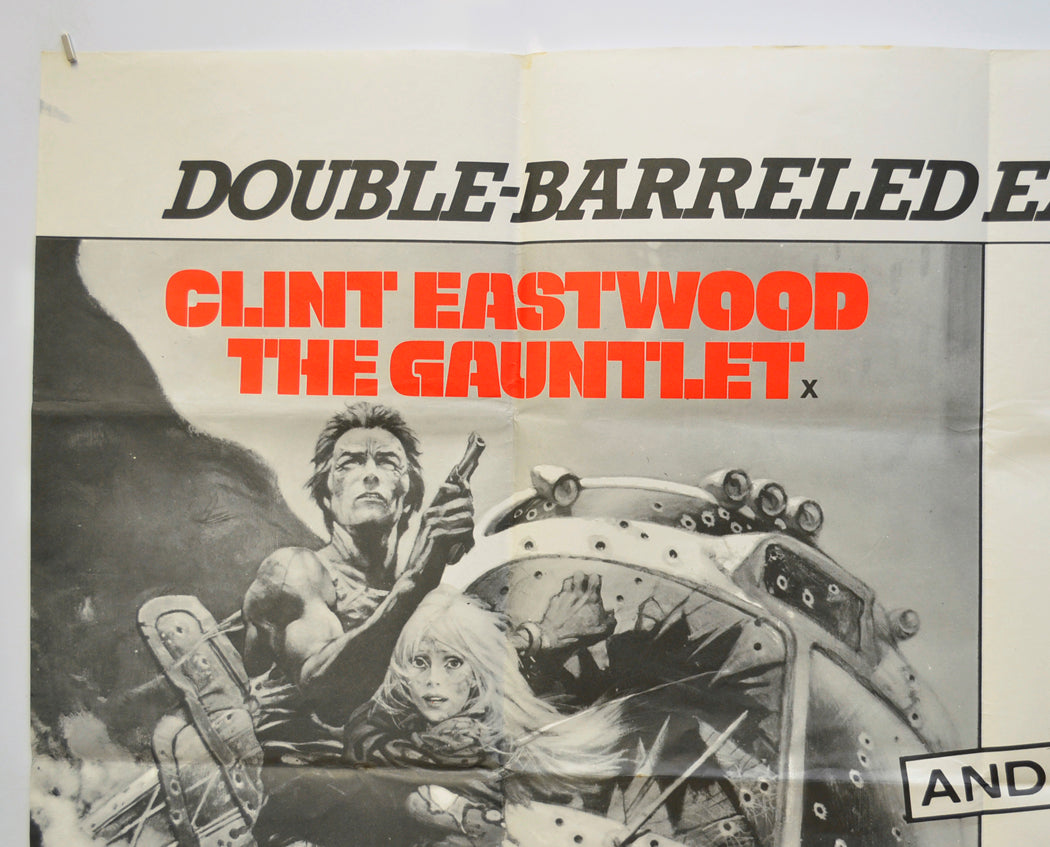 DOUBLE-BARRELED
CLINT EASTWOOD
THE GAUNTLET X
AND